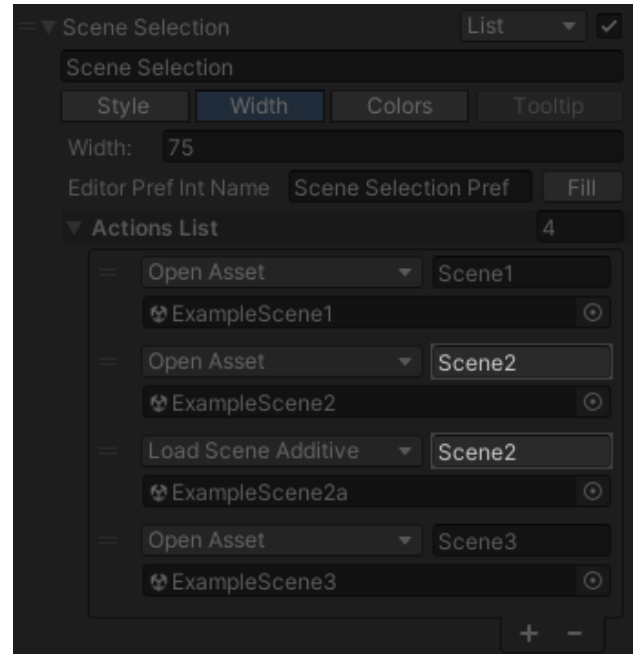 Scene Selection List
Scene Selection
Style Width Colors Tooltip
Width: 75
Editor Pref Int Name Scene Selection Pref Fill
Actions List 4
Open Asset Scene1
ExampleScene1
Open Asset Scene2
ExampleScene2
Load Scene Additive Scene2
ExampleScene2a
Open Asset Scene3
ExampleScene3
+ −